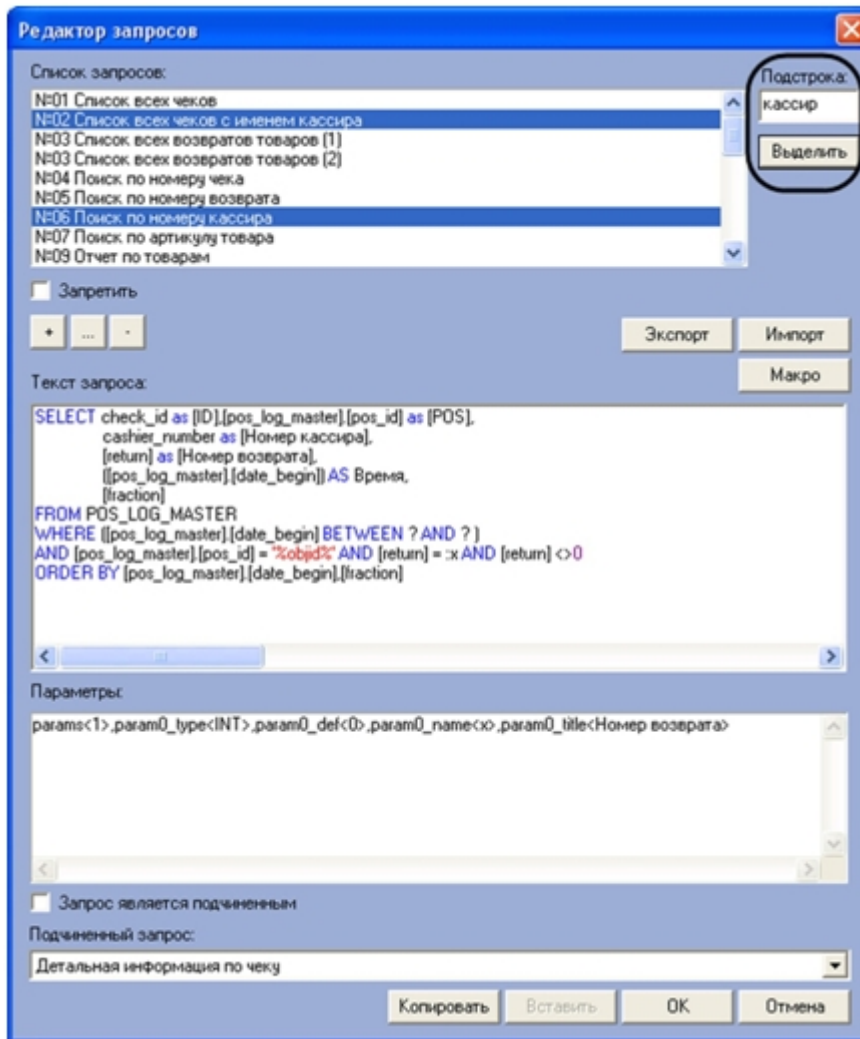 Редактор запросов
Список запросов:
Подстрока:
№01 Список всех чеков
№02 Список всех чеков с именем кассира
№03 Список всех возвратов товаров (1)
№03 Список всех возвратов товаров (2)
№04 Поиск по номеру чека
№05 Поиск по номеру возврата
№06 Поиск по номеру кассира
№07 Поиск по артикулу товара
№09 Отчет по товарам
кассир
Выделить
Запретить
+ ... -
Экспорт Импорт
Макро
Текст запроса:
SELECT check_id as [ID],[pos_log_master].[pos_id] as [POS],
cashier_number as [Номер кассира],
[return] as [Номер возврата],
([pos_log_master].[date_begin]) AS Время,
[fraction]
FROM POS_LOG_MASTER
WHERE ([pos_log_master].[date_begin] BETWEEN ? AND ? )
AND [pos_log_master].[pos_id] = '%objid%' AND [return] = :x AND [return] <>0
ORDER BY [pos_log_master].[date_begin],[fraction]
Параметры:
params<1>,param0_type<INT>,param0_def<0>,param0_name<x>,param0_title<Номер возврата>
Запрос является подчиненным
Подчиненный запрос:
Детальная информация по чеку
Копировать Вставить OK Отмена